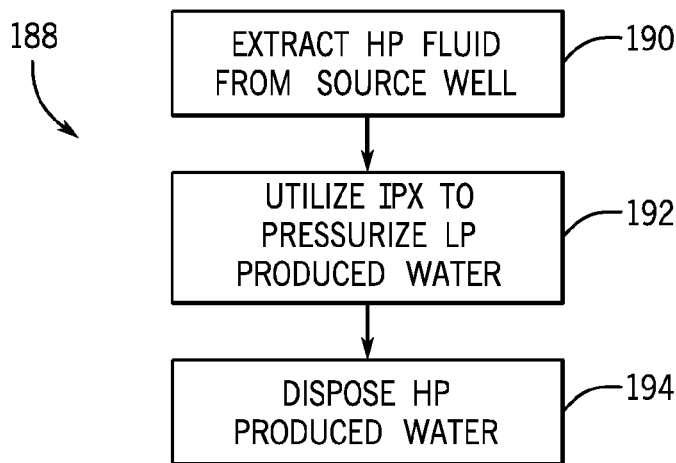 188
EXTRACT HP FLUID
FROM SOURCE WELL
190
UTILIZE IPX TO
PRESSURIZE LP
PRODUCED WATER
192
DISPOSE HP
PRODUCED WATER
194